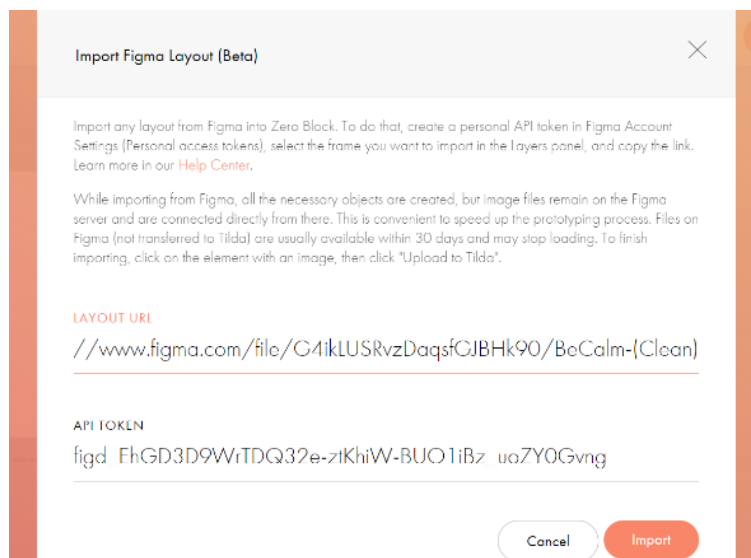 Import Figma Layout (Beta)
Import any layout from Figma into Zero Block. To do that, create a personal API token in Figma Account
Settings (Personal access tokens), select the frame you want to import in the Layers panel, and copy the link.
Learn more in our Help Center.
While importing from Figma, all the necessary objects are created, but image files remain on the Figma
server and are connected directly from there. This is convenient to speed up the prototyping process. Files on
Figma (not transferred to Tilda) are usually available within 30 days and may stop loading. To finish
importing, click on the element with an image, then click "Upload to Tilda".
LAYOUT URL
//www.figma.com/file/G4ikLUSRvzDaqsfGJBHk90/BeCalm-(Clean)
API TOKEN
figd_EhGD3D9WrTDQ32e-ztKhiW-BUO1iBz_uaZY0Gvng
Cancel
Import